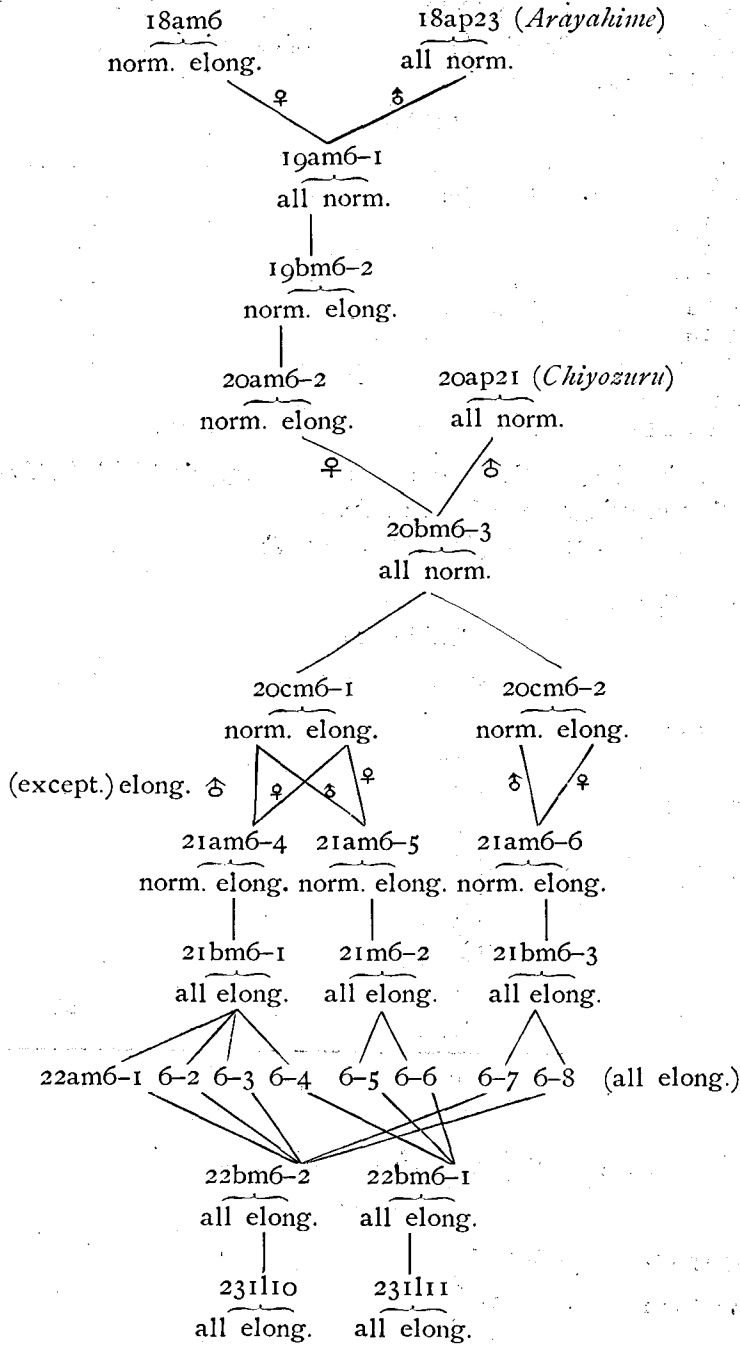 18am6 18ap23 (Arayahime)
norm. elong. all norm.
♀ ♂
19am6-1
all norm.
19bm6-2
norm. elong.
20am6-2 20ap21 (Chiyozuru)
norm. elong. all norm.
♀ ♂
20bm6-3
all norm.
20cm6-1 20cm6-2
norm. elong. norm. elong.
(except.) elong. ♂ ♀ ♂ ♀ ♂ ♀
21am6-4 21am6-5 21am6-6
norm. elong. norm. elong. norm. elong.
21bm6-1 21m6-2 21bm6-3
all elong. all elong. all elong.
22am6-1 6-2 6-3 6-4 6-5 6-6 6-7 6-8 (all elong.)
22bm6-2 22bm6-1
all elong. all elong.
231l10 231l11
all elong. all elong.